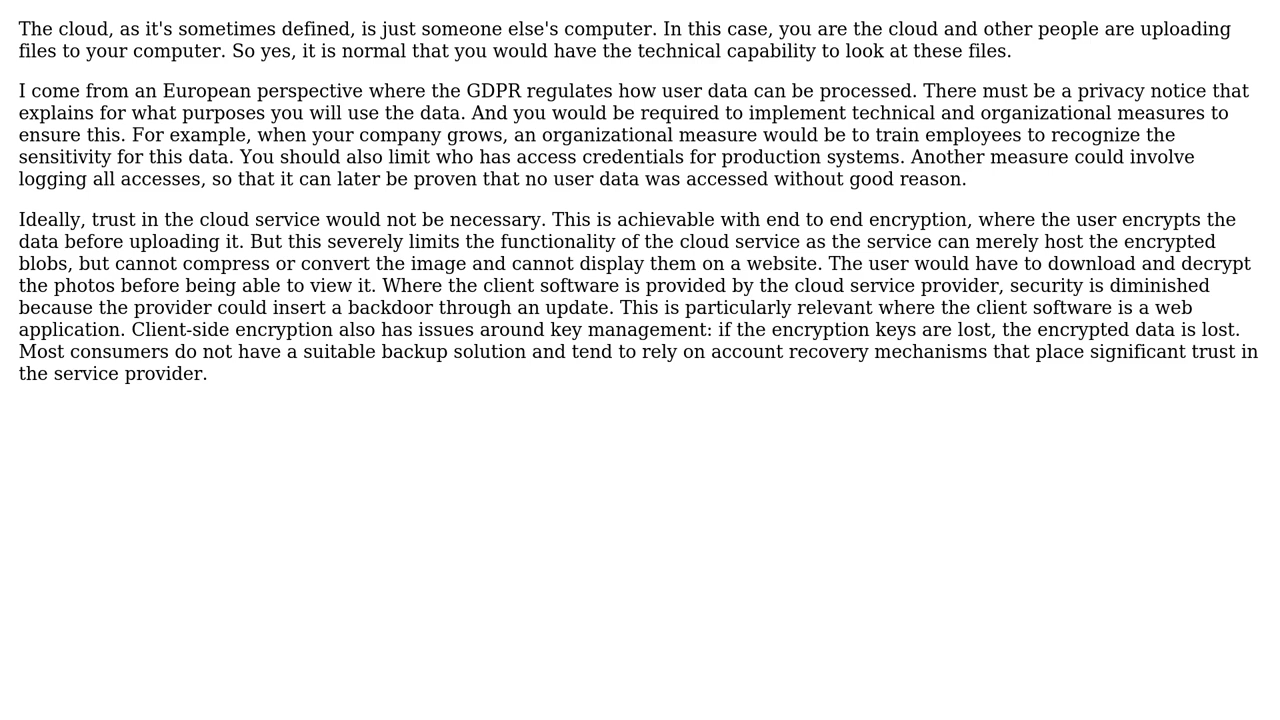 The cloud, as it's sometimes defined, is just someone else's computer. In this case, you are the cloud and other people are uploading
files to your computer. So yes, it is normal that you would have the technical capability to look at these files.
I come from an European perspective where the GDPR regulates how user data can be processed. There must be a privacy notice that
explains for what purposes you will use the data. And you would be required to implement technical and organizational measures to
ensure this. For example, when your company grows, an organizational measure would be to train employees to recognize the
sensitivity for this data. You should also limit who has access credentials for production systems. Another measure could involve
logging all accesses, so that it can later be proven that no user data was accessed without good reason.
Ideally, trust in the cloud service would not be necessary. This is achievable with end to end encryption, where the user encrypts the
data before uploading it. But this severely limits the functionality of the cloud service as the service can merely host the encrypted
blobs, but cannot compress or convert the image and cannot display them on a website. The user would have to download and decrypt
the photos before being able to view it. Where the client software is provided by the cloud service provider, security is diminished
because the provider could insert a backdoor through an update. This is particularly relevant where the client software is a web
application. Client-side encryption also has issues around key management: if the encryption keys are lost, the encrypted data is lost.
Most consumers do not have a suitable backup solution and tend to rely on account recovery mechanisms that place significant trust in
the service provider.